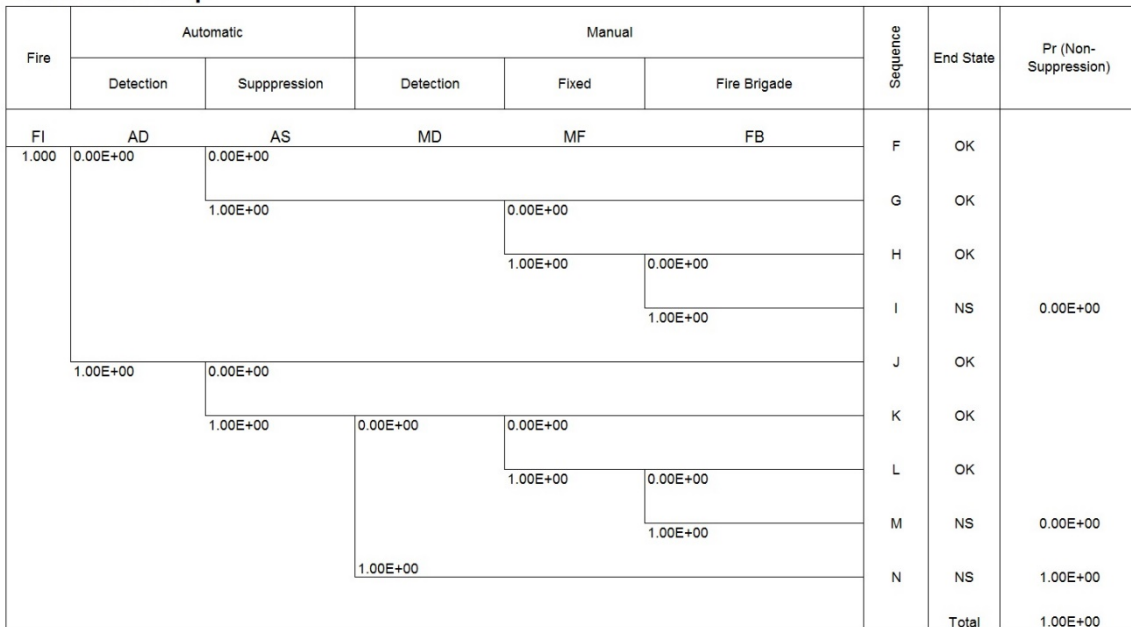 Fire Automatic Manual Sequence End State Pr (Non-
Suppression)
Detection Supppression Detection Fixed Fire Brigade
FI AD AS MD MF FB F OK
1.000 0.00E+00 0.00E+00
G OK
1.00E+00 0.00E+00
H OK
1.00E+00 0.00E+00
I NS 0.00E+00
1.00E+00
J OK
1.00E+00 0.00E+00
K OK
1.00E+00 0.00E+00 0.00E+00
L OK
1.00E+00 0.00E+00
M NS 0.00E+00
1.00E+00
1.00E+00
N NS 1.00E+00
Total 1.00E+00